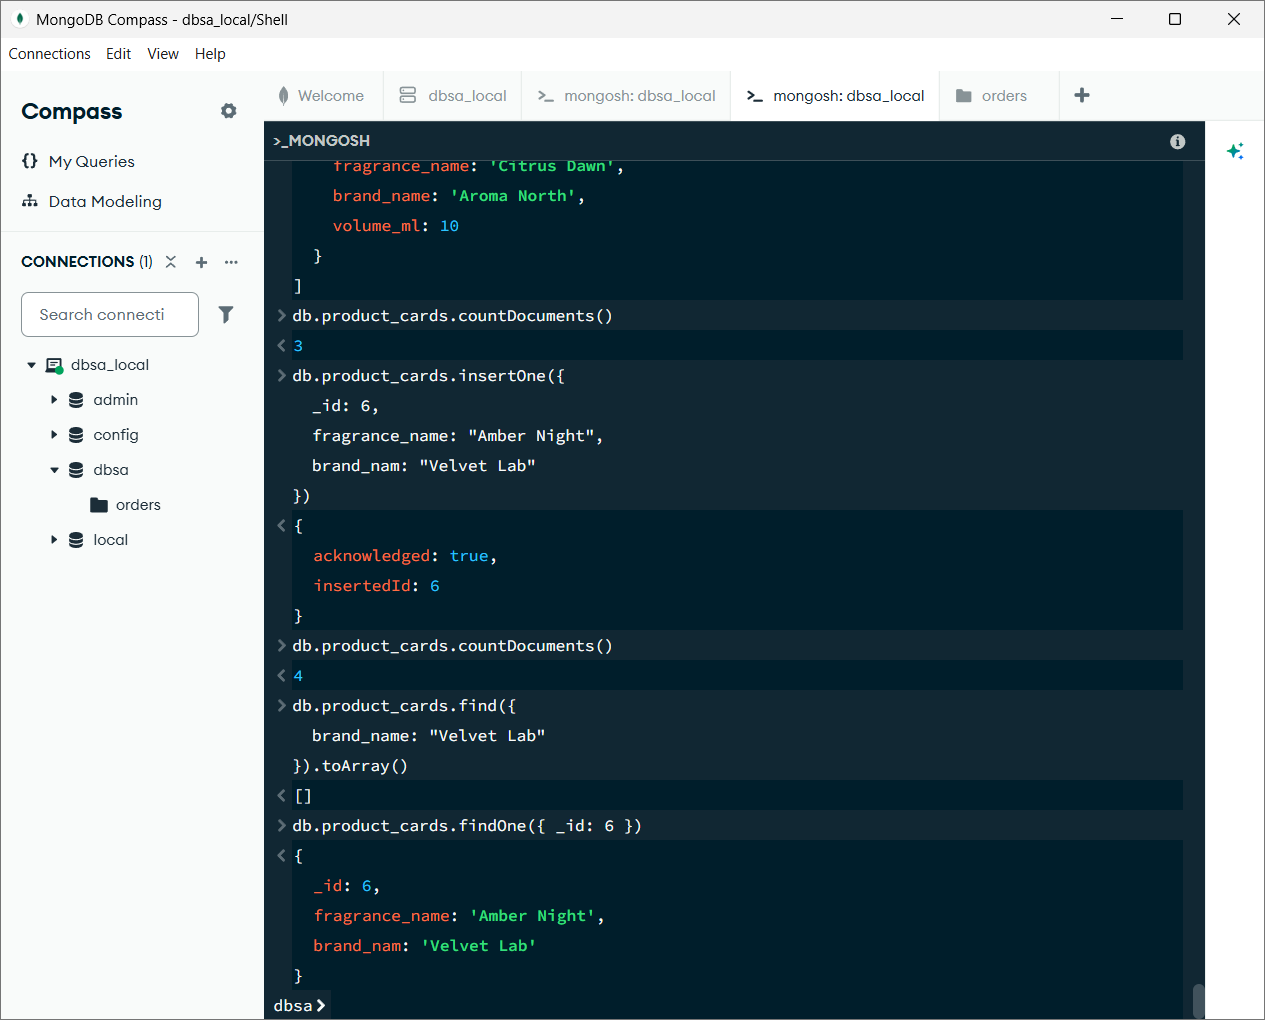 MongoDB Compass - dbsa_local/Shell
Connections Edit View Help
Compass
My Queries
Data Modeling
CONNECTIONS (1)
Search connecti
dbsa_local
admin
config
dbsa
orders
local
Welcome dbsa_local mongosh: dbsa_local mongosh: dbsa_local orders
>_MONGOSH
fragrance_name: 'Citrus Dawn',
brand_name: 'Aroma North',
volume_ml: 10
}
]
db.product_cards.countDocuments()
3
db.product_cards.insertOne({
_id: 6,
fragrance_name: "Amber Night",
brand_nam: "Velvet Lab"
})
{
acknowledged: true,
insertedId: 6
}
db.product_cards.countDocuments()
4
db.product_cards.find({
brand_name: "Velvet Lab"
}).toArray()
[]
db.product_cards.findOne({ _id: 6 })
{
_id: 6,
fragrance_name: 'Amber Night',
brand_nam: 'Velvet Lab'
}
dbsa>